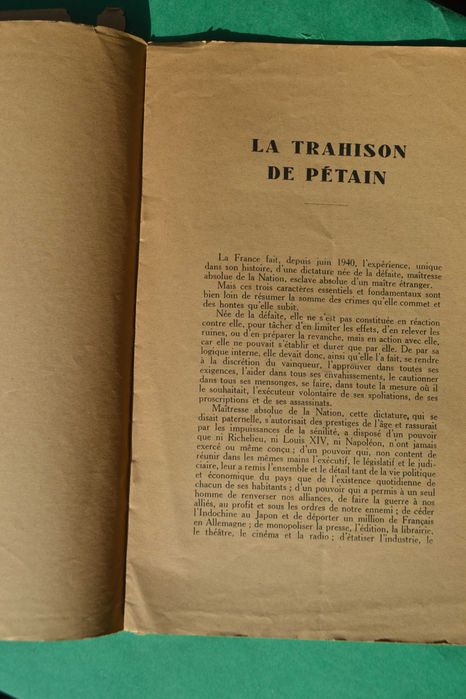 LA TRAHISON
DE PÉTAIN
La France fait, depuis juin 1940, l'expérience, unique
dans son histoire, d'une dictature née de la défaite, maîtresse
absolue de la Nation, esclave absolue d'un maître étranger.
Mais ces trois caractères essentiels et fondamentaux sont
bien loin de résumer la somme des crimes qu'elle commet et
des hontes qu'elle subit.
Née de la défaite, elle ne s'est pas constituée en réaction
contre elle, pour tâcher d'en limiter les effets, d'en relever les
ruines, ou d'en préparer la revanche, mais en action avec elle,
car elle ne pouvait s'établir et durer que par elle. De par sa
logique interne, elle devait donc, ainsi qu'elle l'a fait, se rendre
à la discrétion du vainqueur, l'approuver dans toutes ses
exigences, l'aider dans tous ses envahissements, le cautionner
dans tous ses mensonges, se faire, dans toute la mesure où il
le souhaitait, l'exécuteur volontaire de ses spoliations, de ses
proscriptions et de ses assassinats.
Maîtresse absolue de la Nation, cette dictature, qui se
disait paternelle, s'autorisait des prestiges de l'âge et rassurait
par les impuissances de la sénilité, a disposé d'un pouvoir
que ni Richelieu, ni Louis XIV, ni Napoléon, n'ont jamais
exercé ou même conçu ; d'un pouvoir qui, non content de
réunir dans les mêmes mains l'exécutif, le législatif et le judi-
ciaire, leur a remis l'ensemble et le détail tant de la vie politique
et économique du pays que de l'existence quotidienne de
chacun de ses habitants ; d'un pouvoir qui a permis à un seul
homme de renverser nos alliances, de faire la guerre à nos
alliés, au profit et sous les ordres de notre ennemi ; de céder
l'Indochine au Japon et de déporter un million de Français
en Allemagne ; de monopoliser la presse, l'édition, la librairie,
le théâtre, le cinéma et la radio ; d'étatiser l'industrie, le